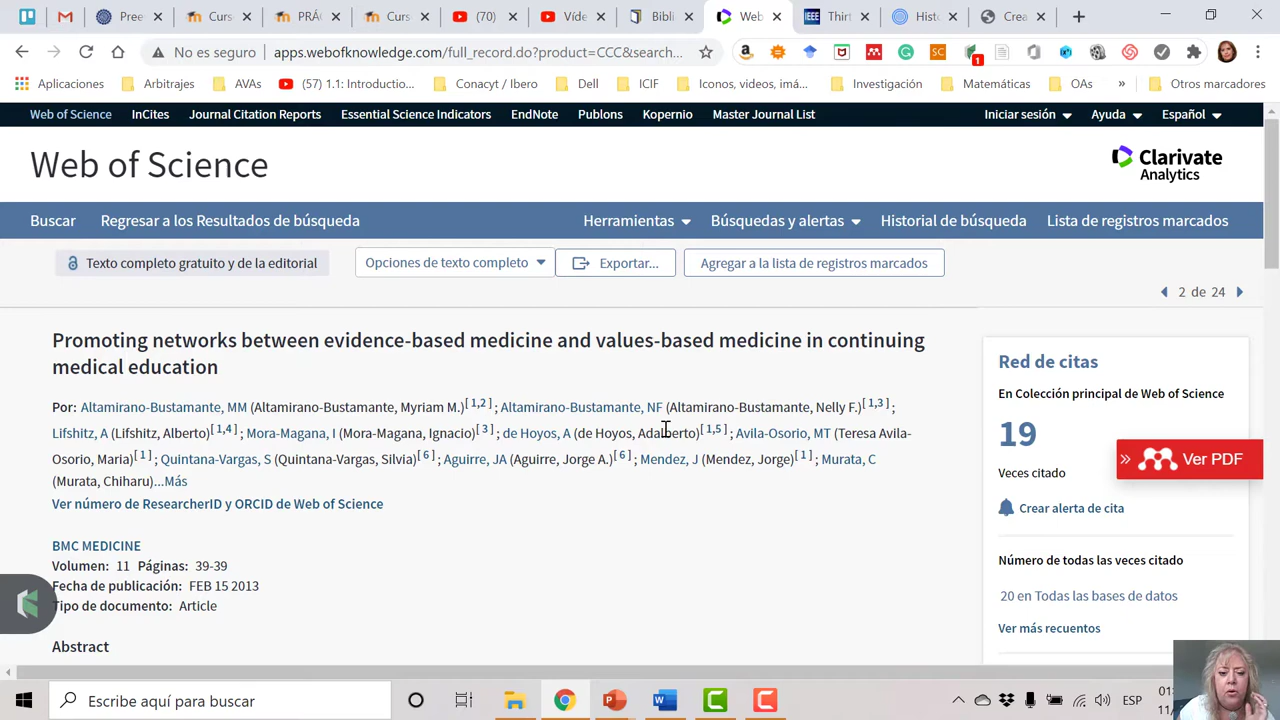 Pree
Curs
PRÁC
Curs
(70)
Víde
Bibli
Web
Thirt
Histo
Crea
No es seguro
apps.webofknowledge.com/full_record.do?product=CCC&search...
SC
1
Aplicaciones
Arbitrajes
AVAs
(57) 1.1: Introductio...
Conacyt / Ibero
Dell
ICIF
Iconos, videos, imá...
Investigación
Matemáticas
OAs
»
Otros marcadores
Web of Science
InCites
Journal Citation Reports
Essential Science Indicators
EndNote
Publons
Kopernio
Master Journal List
Iniciar sesión
Ayuda
Español
Web of Science
Clarivate
Analytics
Buscar
Regresar a los Resultados de búsqueda
Herramientas
Búsquedas y alertas
Historial de búsqueda
Lista de registros marcados
Texto completo gratuito y de la editorial
Opciones de texto completo
Exportar...
Agregar a la lista de registros marcados
2 de 24
Promoting networks between evidence-based medicine and values-based medicine in continuing
medical education
Por: Altamirano-Bustamante, MM (Altamirano-Bustamante, Myriam M.)[ 1,2 ] ; Altamirano-Bustamante, NF (Altamirano-Bustamante, Nelly F.)[ 1,3 ] ;
Lifshitz, A (Lifshitz, Alberto)[ 1,4 ] ; Mora-Magana, I (Mora-Magana, Ignacio)[ 3 ] ; de Hoyos, A (de Hoyos, Adalberto)[ 1,5 ] ; Avila-Osorio, MT (Teresa Avila-
Osorio, Maria)[ 1 ] ; Quintana-Vargas, S (Quintana-Vargas, Silvia)[ 6 ] ; Aguirre, JA (Aguirre, Jorge A.)[ 6 ] ; Mendez, J (Mendez, Jorge)[ 1 ] ; Murata, C
(Murata, Chiharu)...Más
Ver número de ResearcherID y ORCID de Web of Science
BMC MEDICINE
Volumen: 11 Páginas: 39-39
Fecha de publicación: FEB 15 2013
Tipo de documento: Article
Abstract
Red de citas
En Colección principal de Web of Science
19
Veces citado
Crear alerta de cita
Número de todas las veces citado
20 en Todas las bases de datos
Ver más recuentos
» Ver PDF
Escribe aquí para buscar
ESP